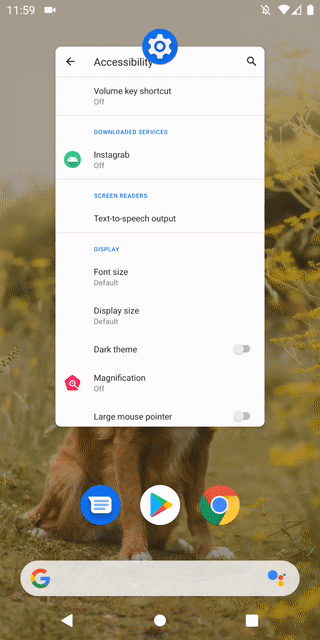 11:59
Accessibility
Volume key shortcut
Off
DOWNLOADED SERVICES
Instagrab
Off
SCREEN READERS
Text-to-speech output
DISPLAY
Font size
Default
Display size
Default
Dark theme
Magnification
Off
Large mouse pointer